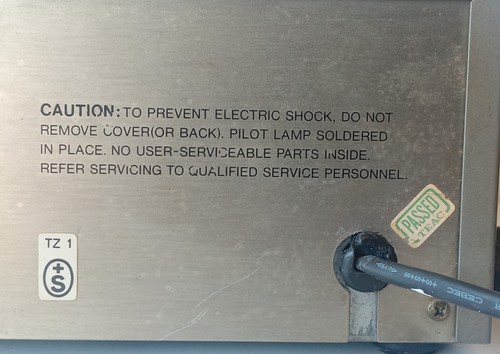 CAUTION: TO PREVENT ELECTRIC SHOCK, DO NOT
REMOVE COVER(OR BACK). PILOT LAMP SOLDERED
IN PLACE. NO USER-SERVICEABLE PARTS INSIDE.
REFER SERVICING TO QUALIFIED SERVICE PERSONNEL.
PASSED
TEAC
TZ 1
+S
CEBEC